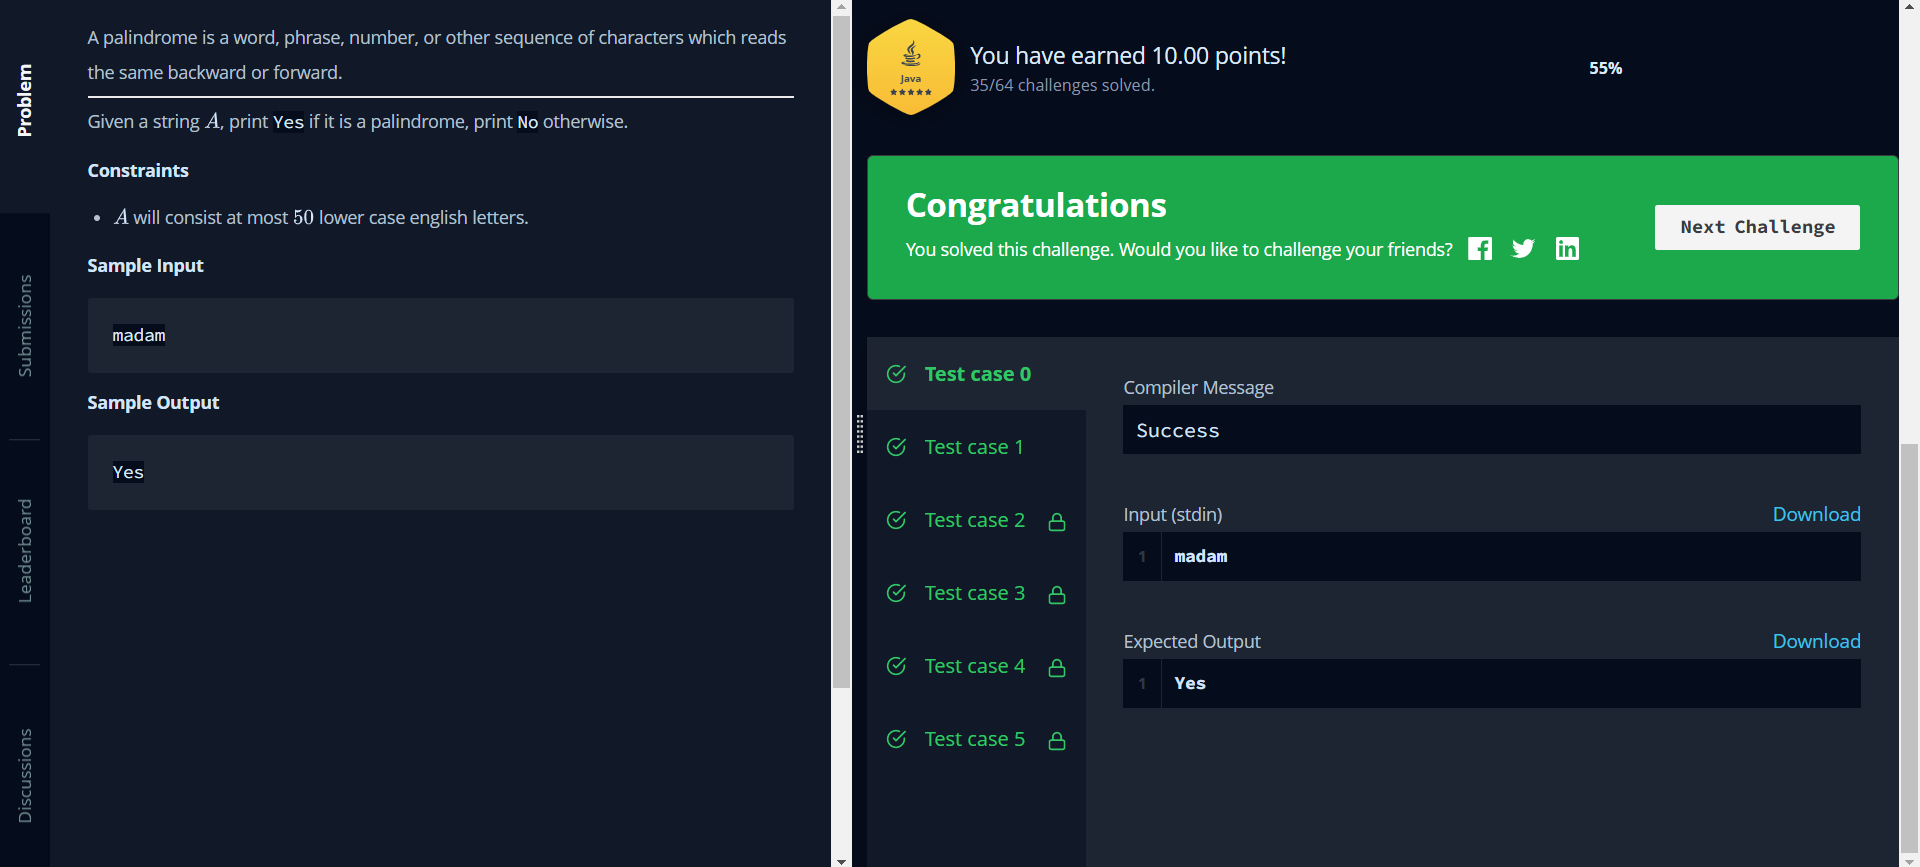 Problem
Submissions
Leaderboard
Discussions
A palindrome is a word, phrase, number, or other sequence of characters which reads
the same backward or forward.
Given a string A, print Yes if it is a palindrome, print No otherwise.
Constraints
• A will consist at most 50 lower case english letters.
Sample Input
madam
Sample Output
Yes
Java
★★★★★
You have earned 10.00 points!
35/64 challenges solved.
55%
Congratulations
You solved this challenge. Would you like to challenge your friends?
Next Challenge
Test case 0
Test case 1
Test case 2
Test case 3
Test case 4
Test case 5
Compiler Message
Success
Input (stdin)
Download
1 madam
Expected Output
Download
1 Yes